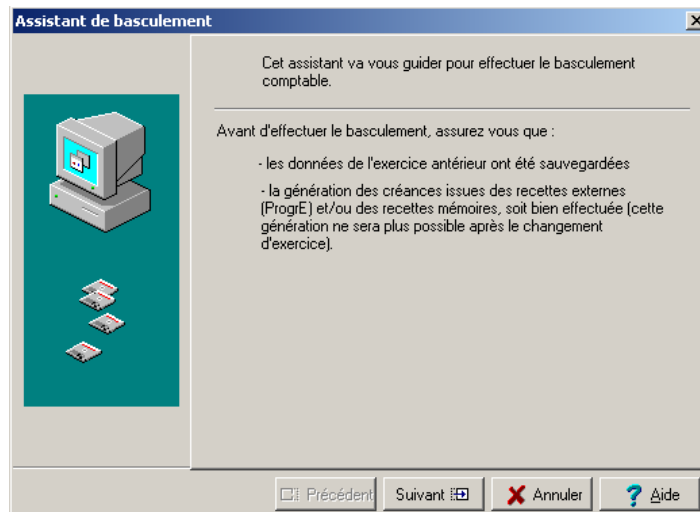 Assistant de basculement
Cet assistant va vous guider pour effectuer le basculement
comptable.
Avant d'effectuer le basculement, assurez vous que :
- les données de l'exercice antérieur ont été sauvegardées
- la génération des créances issues des recettes externes
(ProgrE) et/ou des recettes mémoires, soit bien effectuée (cette
génération ne sera plus possible après le changement
d'exercice).
Précédent Suivant Annuler Aide